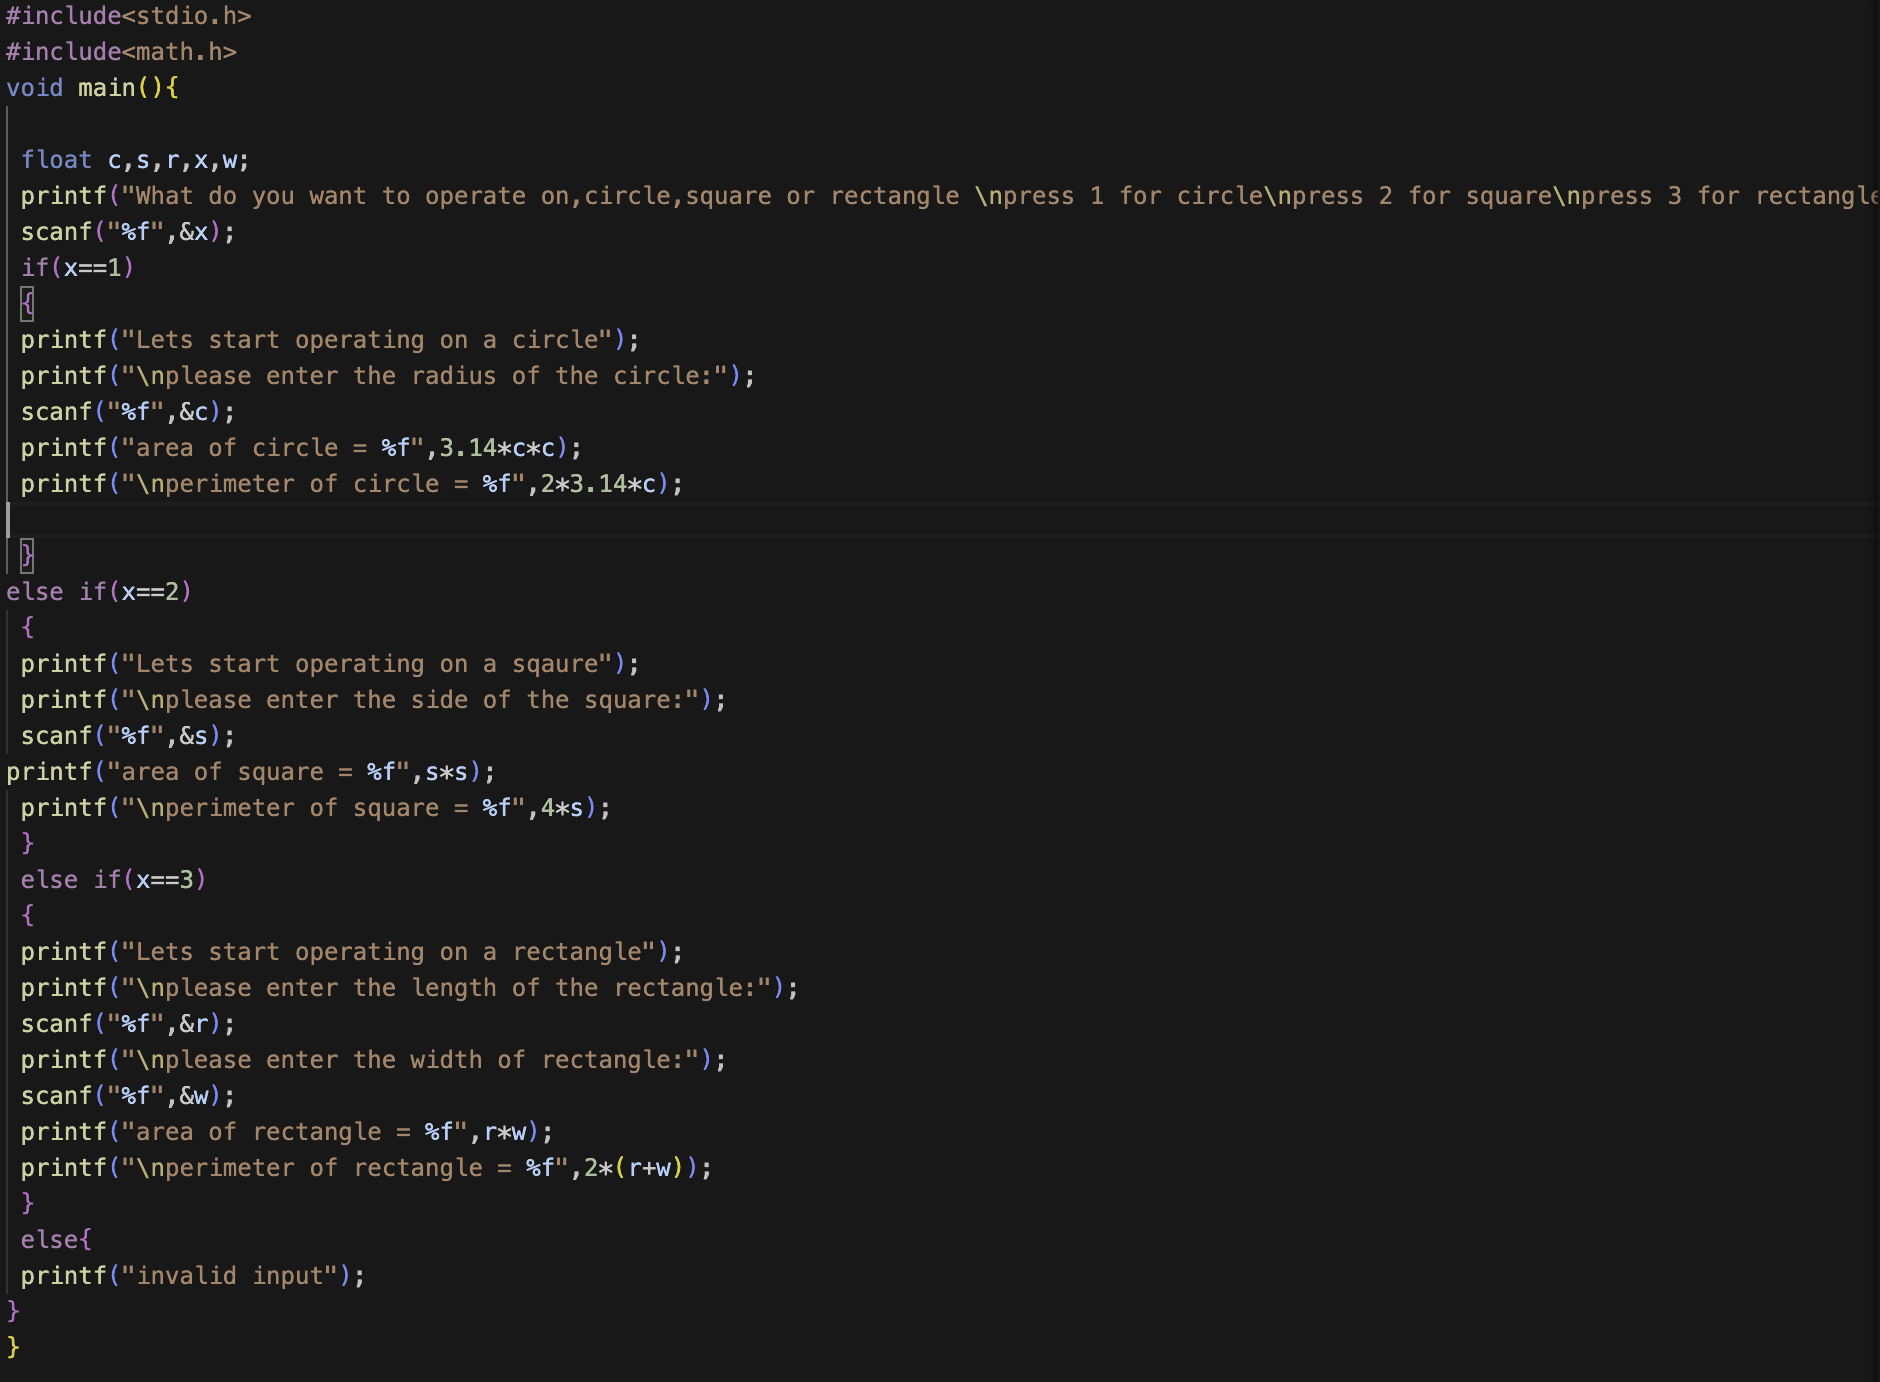 #include<stdio.h>
#include<math.h>
void main(){
float c,s,r,x,w;
printf("What do you want to operate on,circle,square or rectangle \npress 1 for circle\npress 2 for square\npress 3 for rectangle
scanf("%f",&x);
if(x==1)
{
printf("Lets start operating on a circle");
printf("\nplease enter the radius of the circle:");
scanf("%f",&c);
printf("area of circle = %f",3.14*c*c);
printf("\nperimeter of circle = %f",2*3.14*c);
}
else if(x==2)
{
printf("Lets start operating on a sqaure");
printf("\nplease enter the side of the square:");
scanf("%f",&s);
printf("area of square = %f",s*s);
printf("\nperimeter of square = %f",4*s);
}
else if(x==3)
{
printf("Lets start operating on a rectangle");
printf("\nplease enter the length of the rectangle:");
scanf("%f",&r);
printf("\nplease enter the width of rectangle:");
scanf("%f",&w);
printf("area of rectangle = %f",r*w);
printf("\nperimeter of rectangle = %f",2*(r+w));
}
else{
printf("invalid input");
}
}